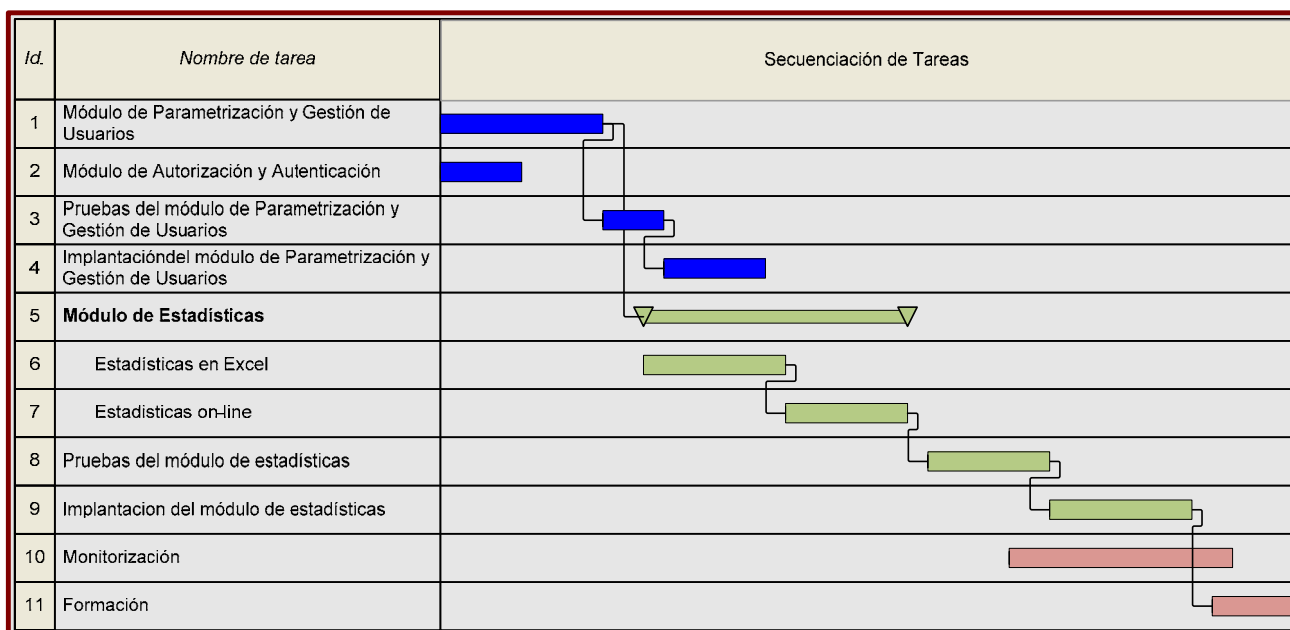 Id.
Nombre de tarea
Secuenciación de Tareas
1
Módulo de Parametrización y Gestión de
Usuarios
2
Módulo de Autorización y Autenticación
3
Pruebas del módulo de Parametrización y
Gestión de Usuarios
4
Implantacióndel módulo de Parametrización y
Gestión de Usuarios
5
Módulo de Estadísticas
6
Estadísticas en Excel
7
Estadisticas on-line
8
Pruebas del módulo de estadísticas
9
Implantacion del módulo de estadísticas
10
Monitorización
11
Formación